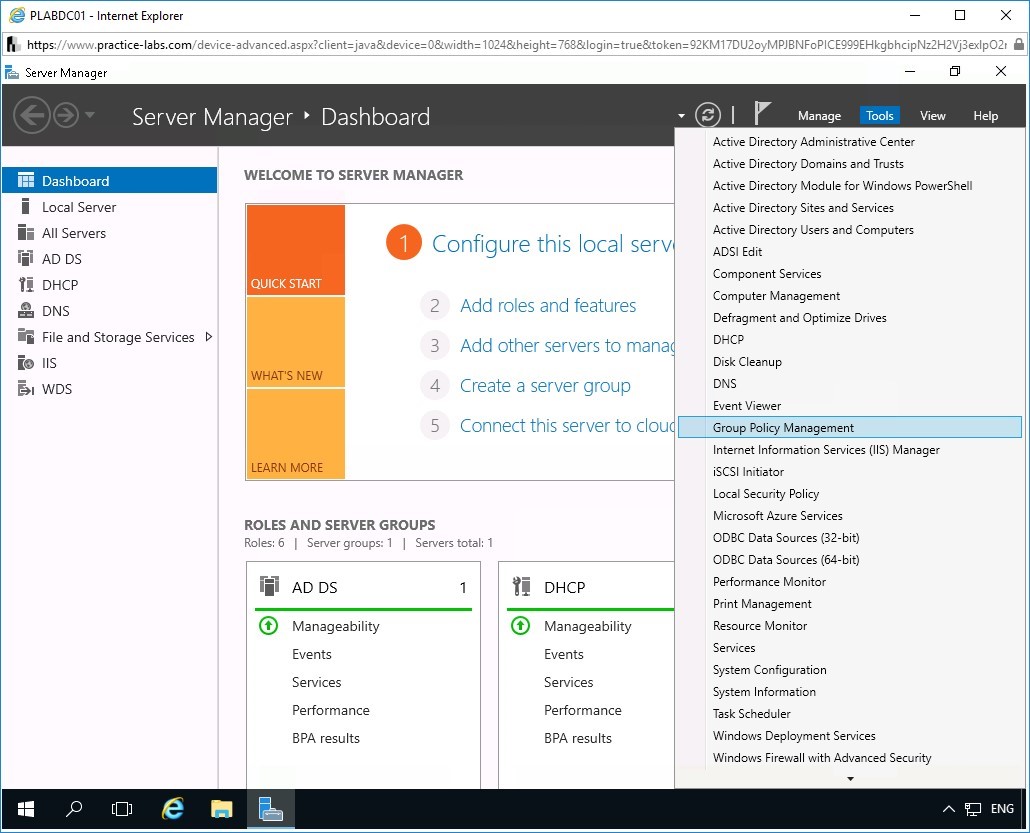 PLABDC01 - Internet Explorer
https://www.practice-labs.com/device-advanced.aspx?client=java&device=0&width=1024&height=768&login=true&token=92KM17DU2oyMPJBNFoPICE999EHkgbhcipNz2H2Vj3exIpO2r
Server Manager
Server Manager ‣ Dashboard
Manage Tools View Help
Dashboard
Local Server
All Servers
AD DS
DHCP
DNS
File and Storage Services
IIS
WDS
WELCOME TO SERVER MANAGER
QUICK START
WHAT'S NEW
LEARN MORE
1 Configure this local serve
2 Add roles and features
3 Add other servers to manag
4 Create a server group
5 Connect this server to cloud
ROLES AND SERVER GROUPS
Roles: 6 | Server groups: 1 | Servers total: 1
AD DS 1
Manageability
Events
Services
Performance
BPA results
DHCP
Manageability
Events
Services
Performance
BPA results
Active Directory Administrative Center
Active Directory Domains and Trusts
Active Directory Module for Windows PowerShell
Active Directory Sites and Services
Active Directory Users and Computers
ADSI Edit
Component Services
Computer Management
Defragment and Optimize Drives
DHCP
Disk Cleanup
DNS
Event Viewer
Group Policy Management
Internet Information Services (IIS) Manager
iSCSI Initiator
Local Security Policy
Microsoft Azure Services
ODBC Data Sources (32-bit)
ODBC Data Sources (64-bit)
Performance Monitor
Print Management
Resource Monitor
Services
System Configuration
System Information
Task Scheduler
Windows Deployment Services
Windows Firewall with Advanced Security
ENG